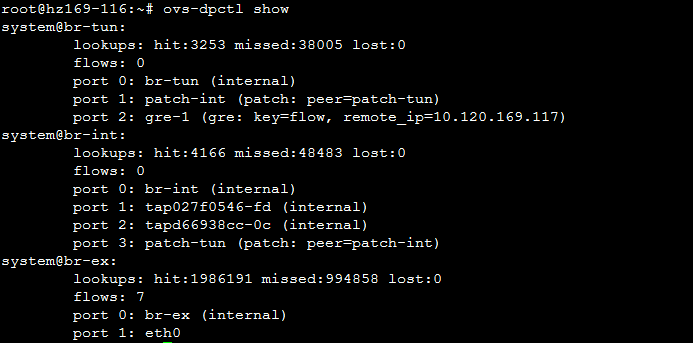 root@hz169-116:~# ovs-dpctl show
system@br-tun:
        lookups: hit:3253 missed:38005 lost:0
        flows: 0
        port 0: br-tun (internal)
        port 1: patch-int (patch: peer=patch-tun)
        port 2: gre-1 (gre: key=flow, remote_ip=10.120.169.117)
system@br-int:
        lookups: hit:4166 missed:48483 lost:0
        flows: 0
        port 0: br-int (internal)
        port 1: tap027f0546-fd (internal)
        port 2: tapd66938cc-0c (internal)
        port 3: patch-tun (patch: peer=patch-int)
system@br-ex:
        lookups: hit:1986191 missed:994858 lost:0
        flows: 7
        port 0: br-ex (internal)
        port 1: eth0